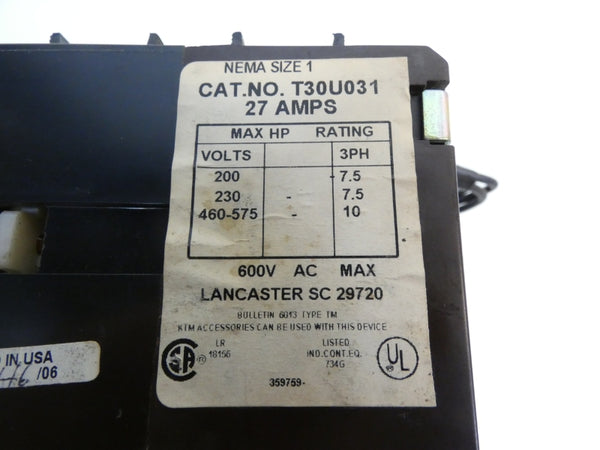 NEMA SIZE 1
CAT.NO. T30U031
27 AMPS
MAX HP RATING
VOLTS 3PH
200 - 7.5
230 - 7.5
460-575 - 10
600V AC MAX
LANCASTER SC 29720
BULLETIN 6013 TYPE TM
KTM ACCESSORIES CAN BE USED WITH THIS DEVICE
LR
18156
LISTED
IND.CONT.EQ.
734G
SA
®
UL
359759-
IN USA
/06